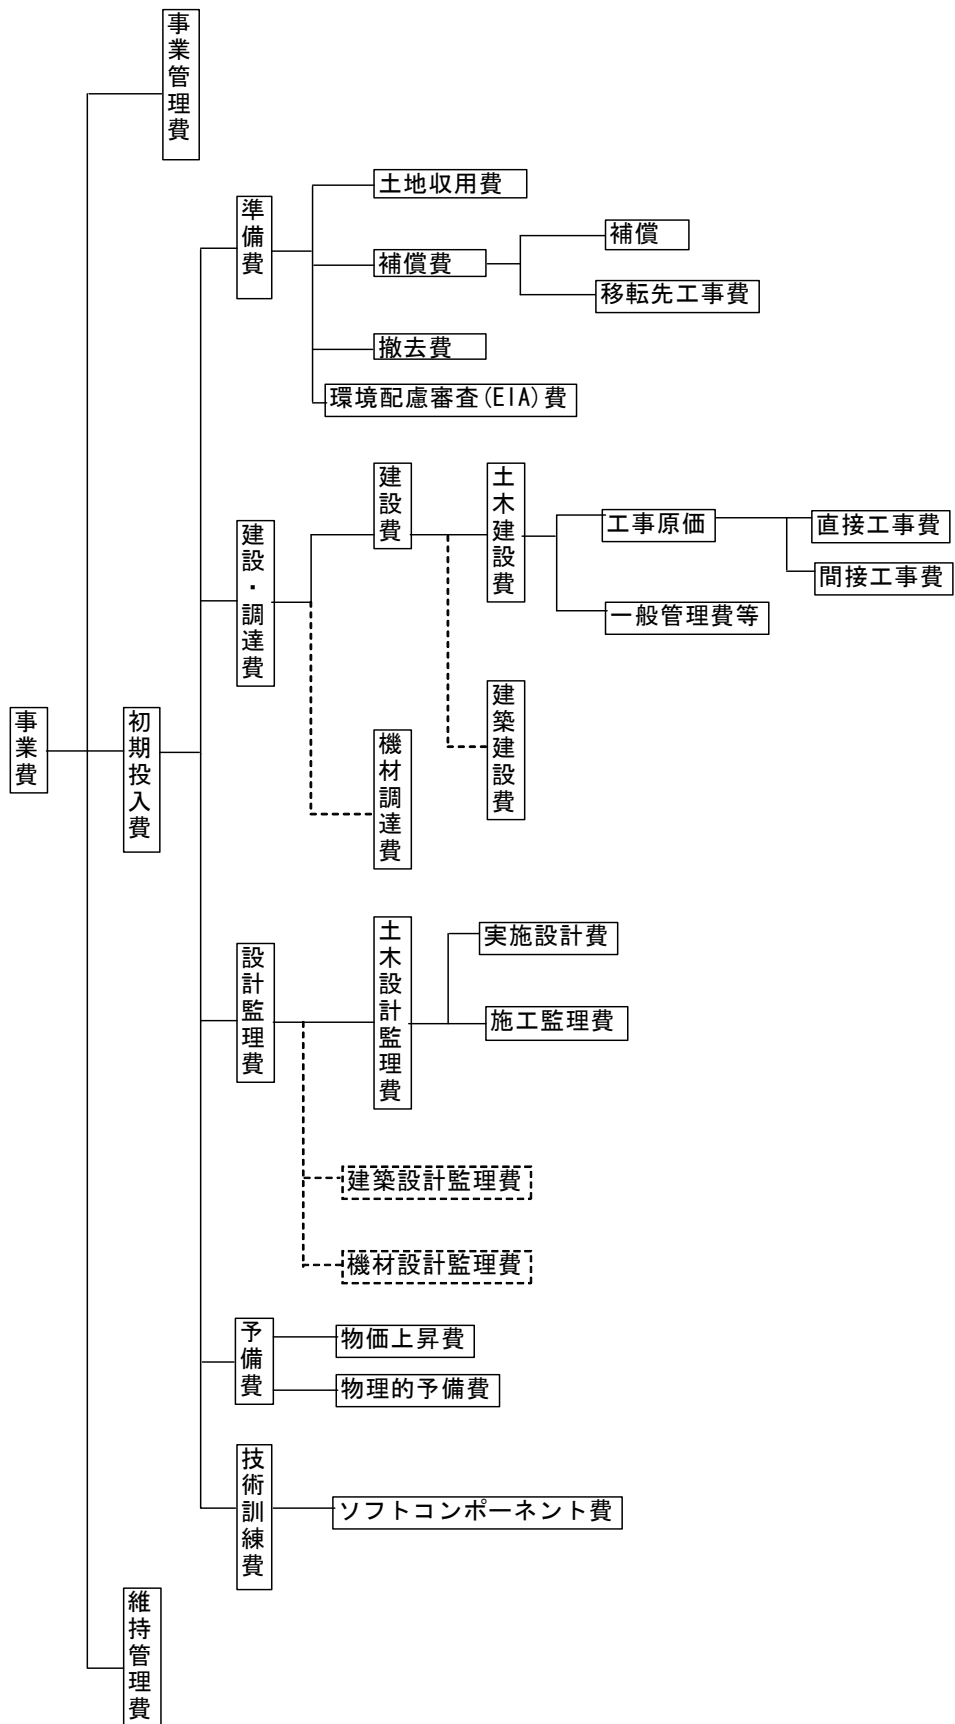 事業管理費
準備費
土地収用費
補償費
補償
移転先工事費
撤去費
環境配慮審査(EIA)費
建設・調達費
建設費
土木建設費
工事原価
直接工事費
間接工事費
一般管理費等
建築建設費
機材調達費
事業費
初期投入費
設計監理費
土木設計監理費
実施設計費
施工監理費
建築設計監理費
機材設計監理費
予備費
物価上昇費
物理的予備費
技術訓練費
ソフトコンポーネント費
維持管理費